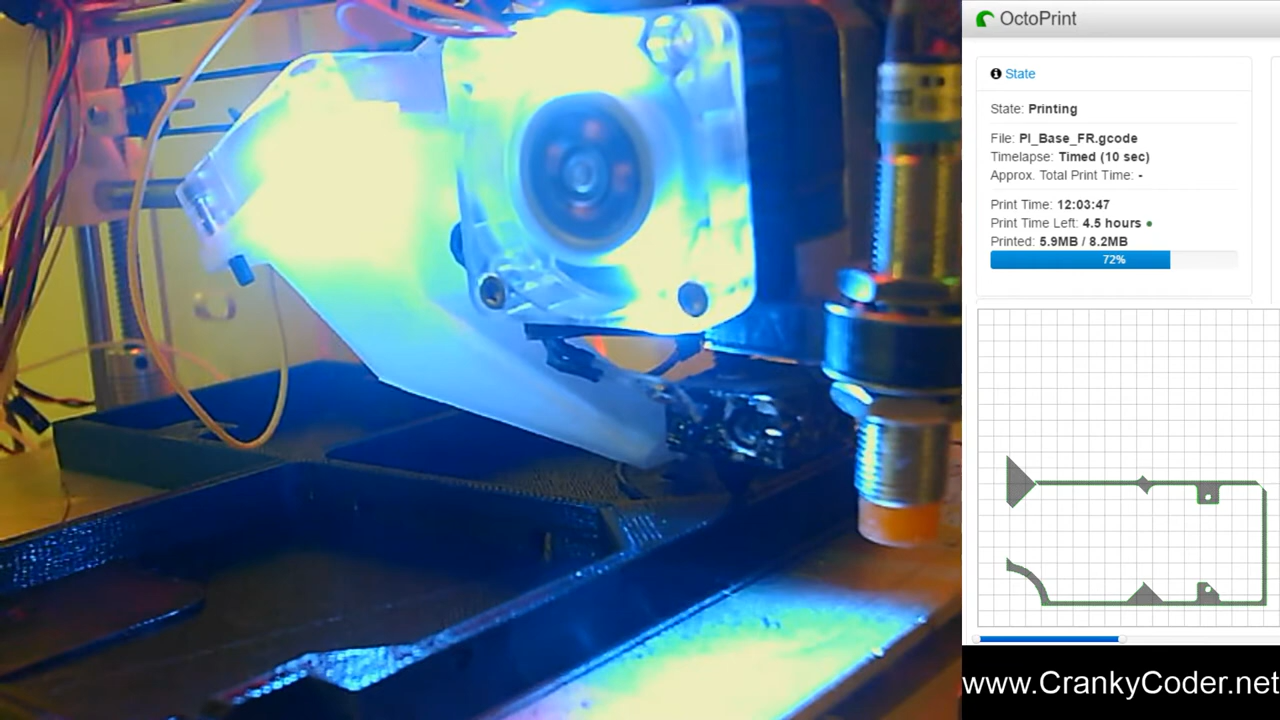 OctoPrint
State
State: Printing
File: PI_Base_FR.gcode
Timelapse: Timed (10 sec)
Approx. Total Print Time: -
Print Time: 12:03:47
Print Time Left: 4.5 hours
Printed: 5.9MB / 8.2MB
72%
www.CrankyCoder.net